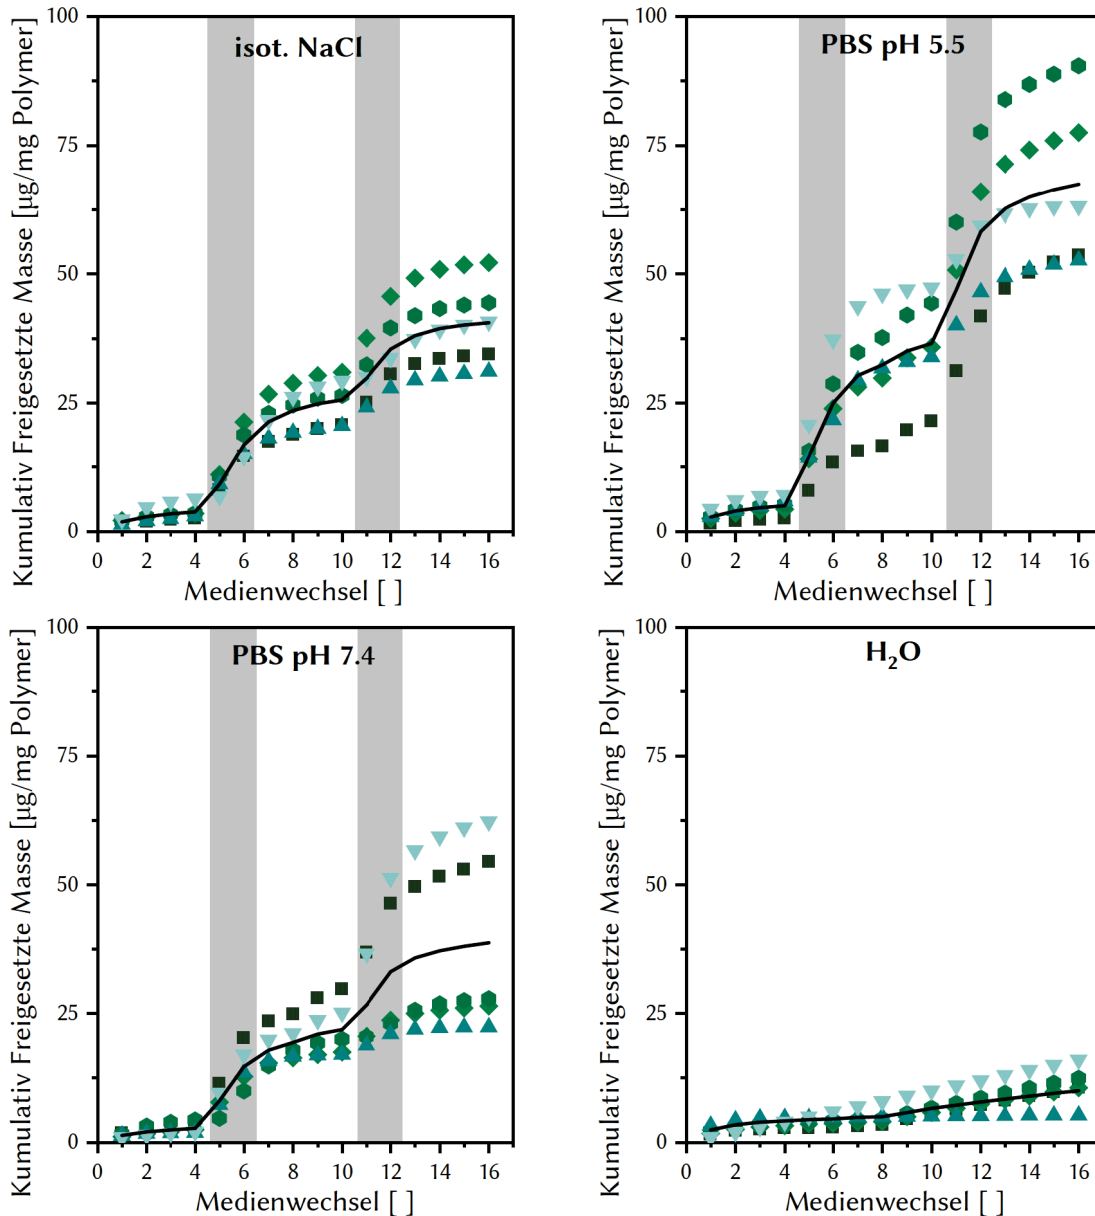 isot. NaCl
Kumulativ Freigesetzte Masse [µg/mg Polymer]
100
75
50
25
0
0 2 4 6 8 10 12 14 16
Medienwechsel [ ]
PBS pH 5.5
Kumulativ Freigesetzte Masse [µg/mg Polymer]
100
75
50
25
0
0 2 4 6 8 10 12 14 16
Medienwechsel [ ]
PBS pH 7.4
Kumulativ Freigesetzte Masse [µg/mg Polymer]
100
75
50
25
0
0 2 4 6 8 10 12 14 16
Medienwechsel [ ]
H₂O
Kumulativ Freigesetzte Masse [µg/mg Polymer]
100
75
50
25
0
0 2 4 6 8 10 12 14 16
Medienwechsel [ ]